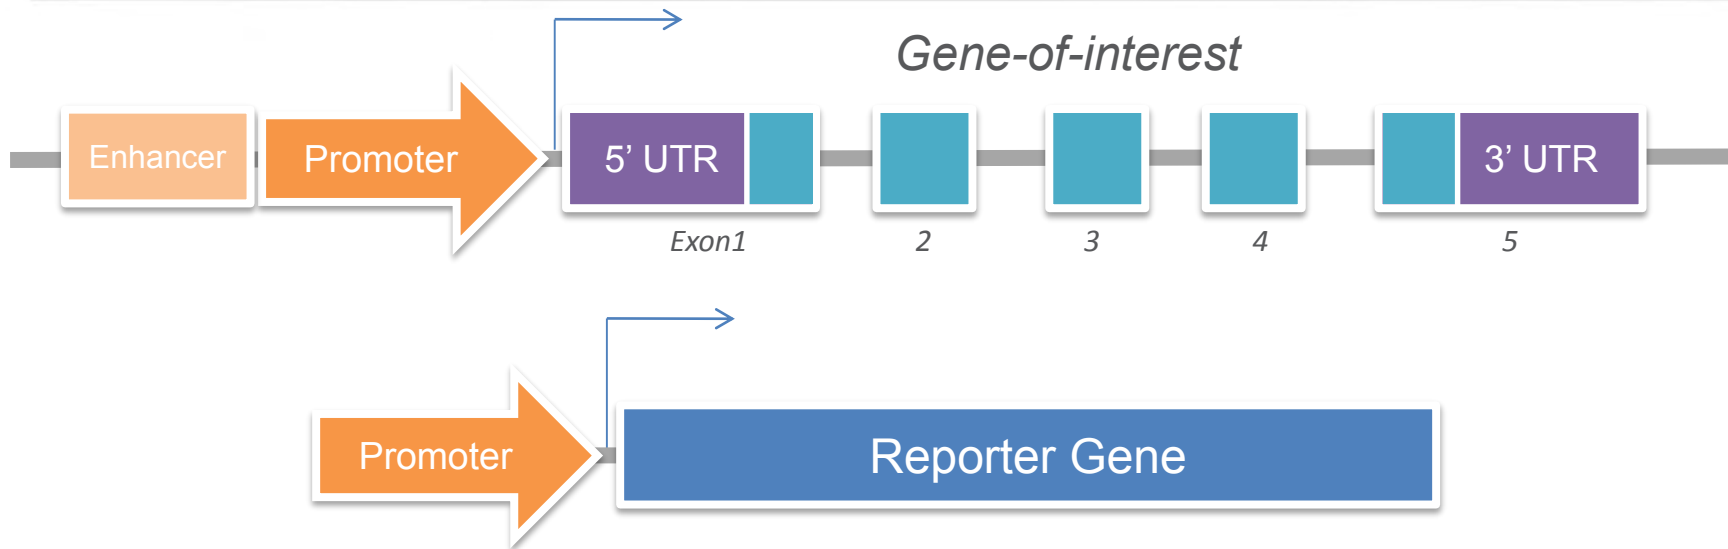 Gene-of-interest
Enhancer
Promoter
5’ UTR
3’ UTR
Exon1
2
3
4
5
Promoter
Reporter Gene